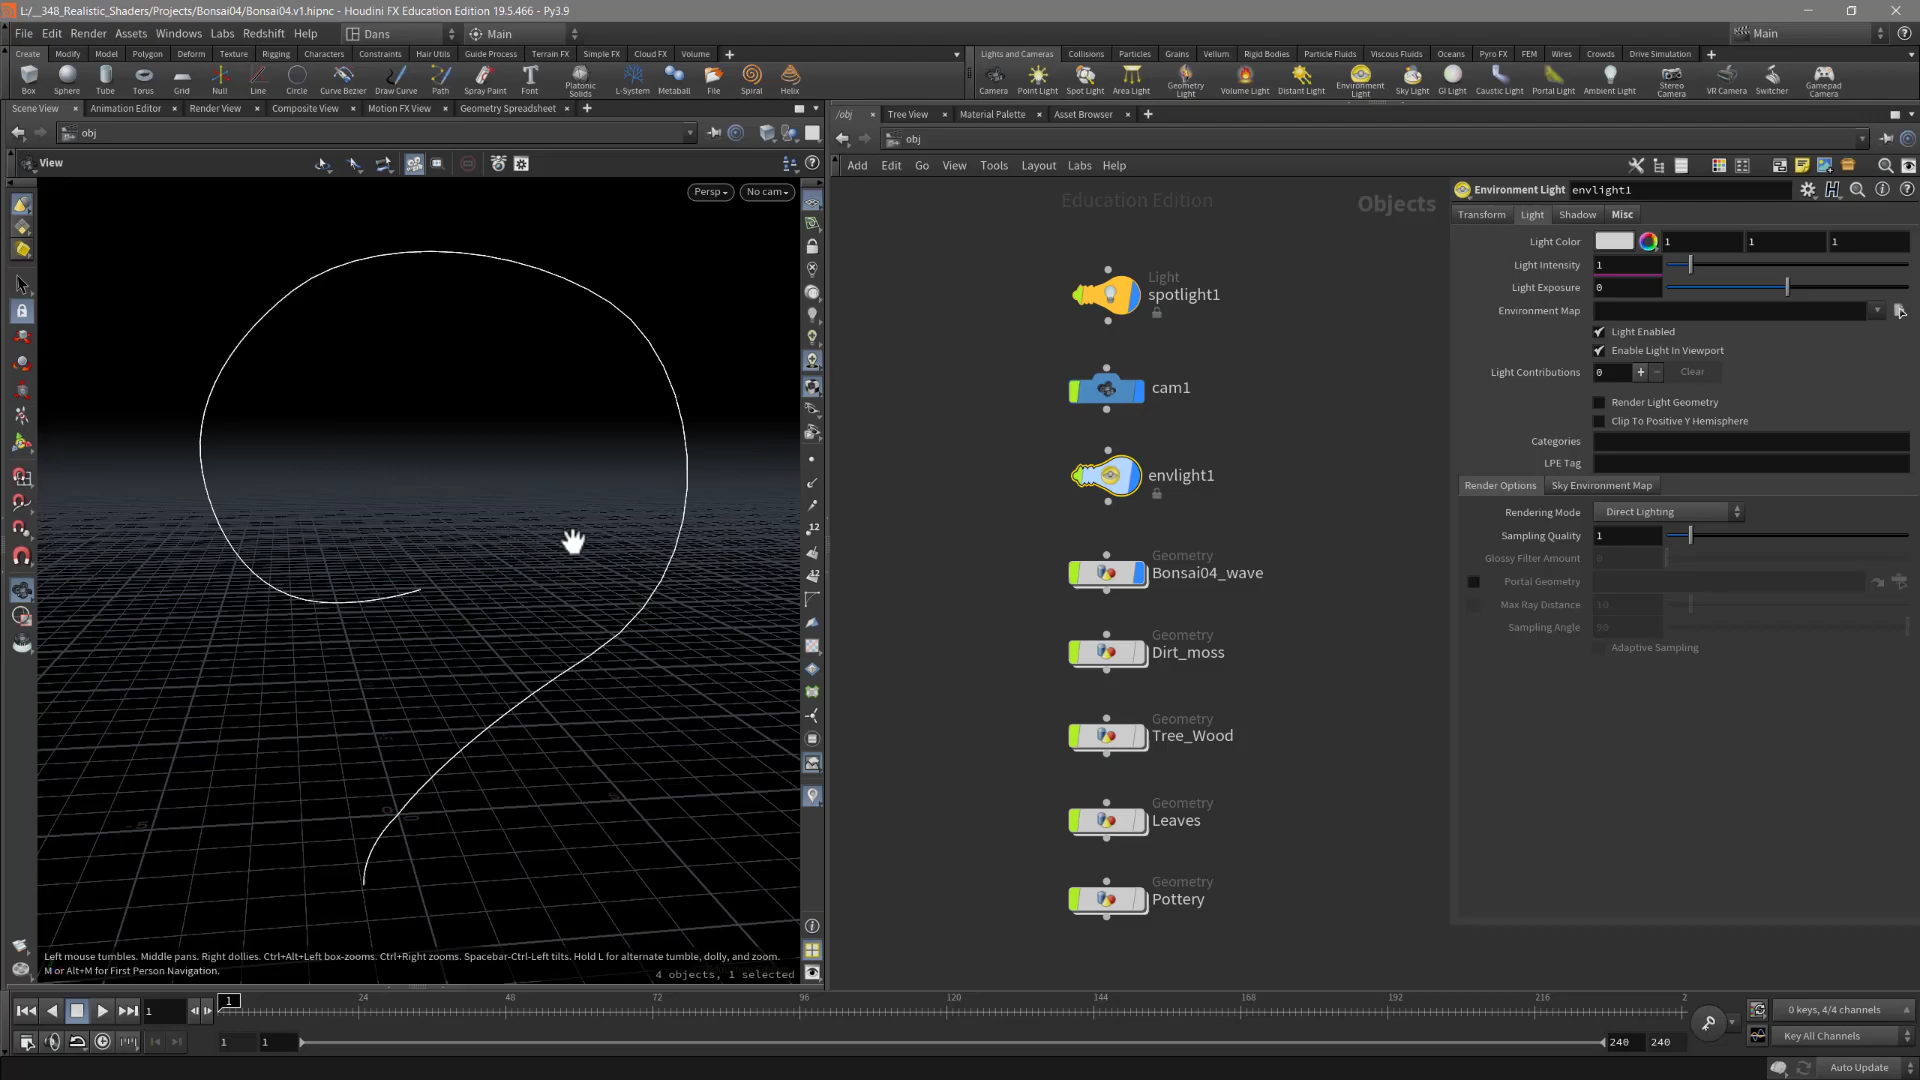 L:/__348_Realistic_Shaders/Projects/Bonsai04/Bonsai04.v1.hipnc - Houdini FX Education Edition 19.5.466 - Py3.9
File Edit Render Assets Windows Labs Redshift Help Dans Main Main
Create Modify Model Polygon Deform Texture Rigging Characters Constraints Hair Utils Guide Process Terrain FX Simple FX Cloud FX Volume
Lights and Cameras Collisions Particles Grains Vellum Rigid Bodies Particle Fluids Viscous Fluids Oceans Pyro FX FEM Wires Crowds Drive Simulation
Box Sphere Tube Torus Grid Null Line Circle Curve Bezier Draw Curve Path Spray Paint Font Platonic Solids L-System Metaball File Spiral Helix
Camera Point Light Spot Light Area Light Geometry Light Volume Light Distant Light Environment Light Sky Light GI Light Caustic Light Portal Light Ambient Light Stereo Camera VR Camera Switcher Gamepad Camera
Scene View Animation Editor Render View Composite View Motion FX View Geometry Spreadsheet
/obj Tree View Material Palette Asset Browser
obj
obj
View
Add Edit Go View Tools Layout Labs Help
Persp No cam
Education Edition
Objects
Light
spotlight1
cam1
envlight1
Geometry
Bonsai04_wave
Geometry
Dirt_moss
Geometry
Tree_Wood
Geometry
Leaves
Geometry
Pottery
Environment Light envlight1
Transform Light Shadow Misc
Light Color 1 1 1
Light Intensity 1
Light Exposure 0
Environment Map
Light Enabled
Enable Light In Viewport
Light Contributions 0 + - Clear
Render Light Geometry
Clip To Positive Y Hemisphere
Categories
LPE Tag
Render Options Sky Environment Map
Rendering Mode Direct Lighting
Sampling Quality 1
Glossy Filter Amount 0
Portal Geometry
Max Ray Distance 10
Sampling Angle 90
Adaptive Sampling
12
12
-5
0
5
Left mouse tumbles. Middle pans. Right dollies. Ctrl+Alt+Left box-zooms. Ctrl+Right zooms. Spacebar-Ctrl-Left tilts. Hold L for alternate tumble, dolly, and zoom.
M or Alt+M for First Person Navigation.
4 objects, 1 selected
1 1 24 48 72 96 120 144 168 192 216 2
0 keys, 4/4 channels
1 1 240 240
Key All Channels
Auto Update